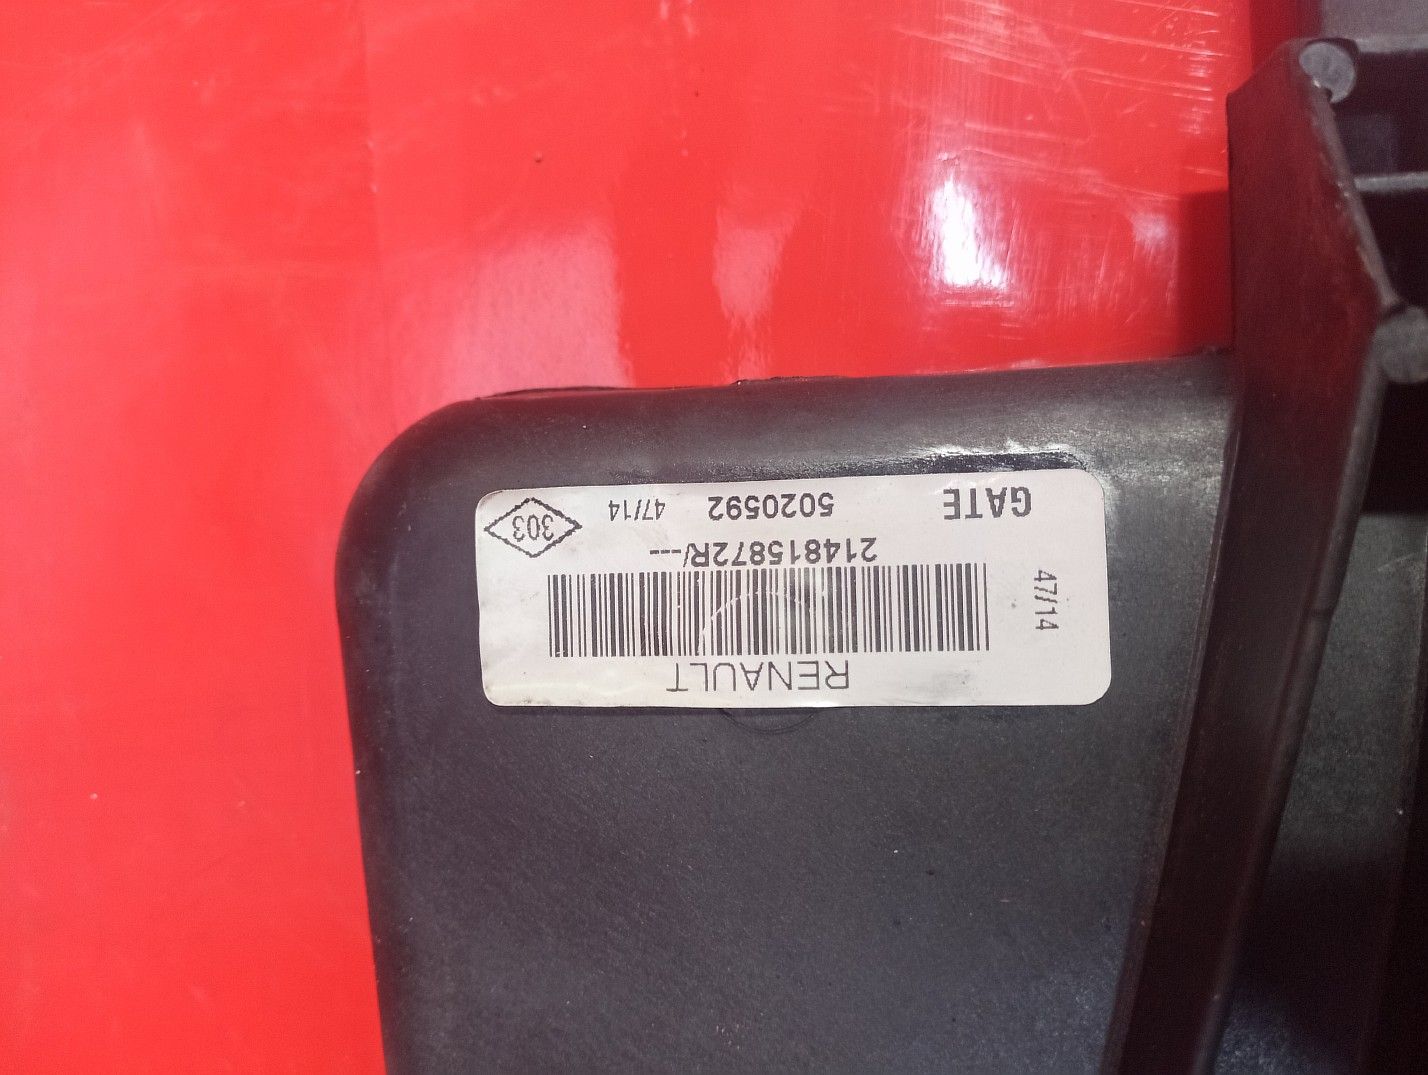 RENAULT
214815872R/---
GATE 5020592 47/14 303
47/14